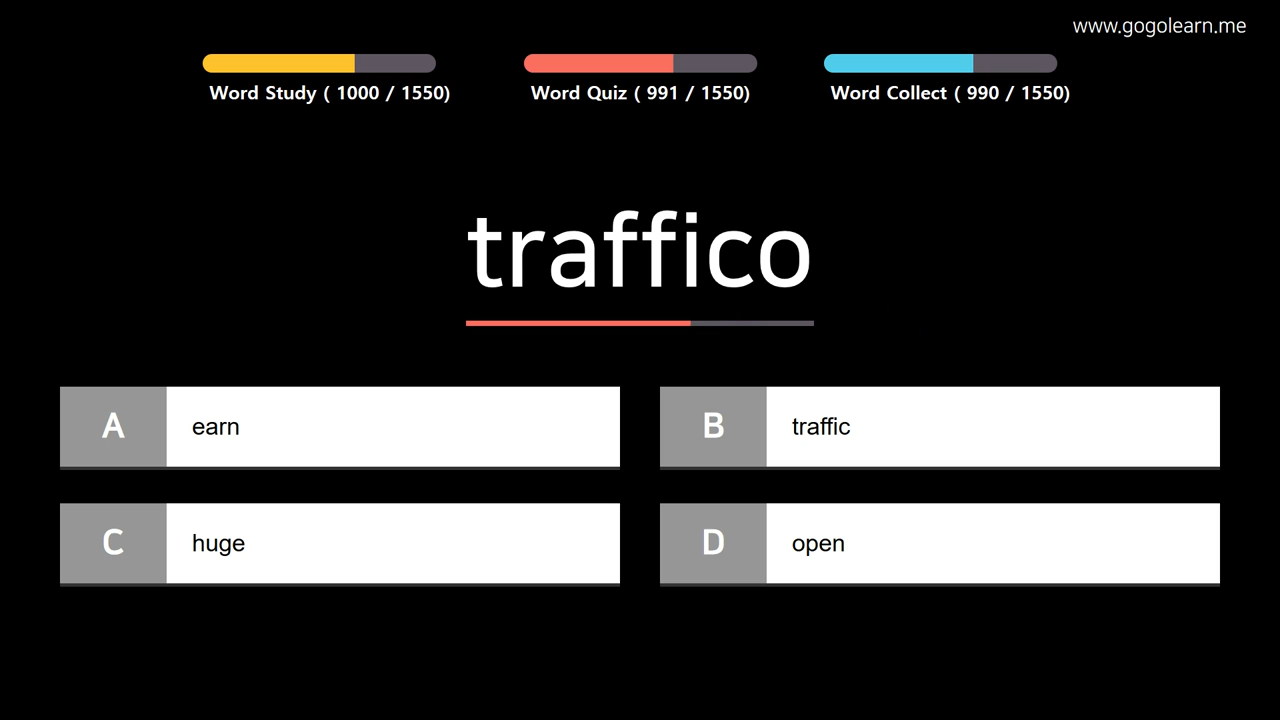 www.gogolearn.me
Word Study ( 1000 / 1550)
Word Quiz ( 991 / 1550)
Word Collect ( 990 / 1550)
traffico
A
earn
B
traffic
C
huge
D
open